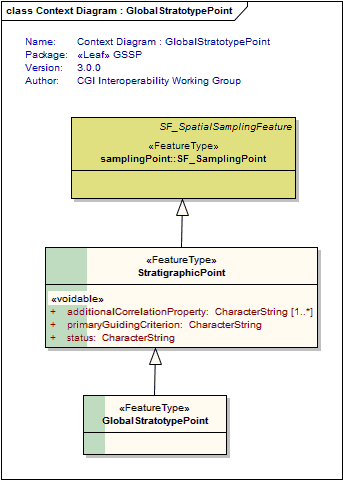 class Context Diagram : GlobalStratotypePoint
Name: Context Diagram : GlobalStratotypePoint
Package: «Leaf» GSSP
Version: 3.0.0
Author: CGI Interoperability Working Group
SF_SpatialSamplingFeature
«FeatureType»
samplingPoint::SF_SamplingPoint
«FeatureType»
StratigraphicPoint
«voidable»
+ additionalCorrelationProperty: CharacterString [1..*]
+ primaryGuidingCriterion: CharacterString
+ status: CharacterString
«FeatureType»
GlobalStratotypePoint